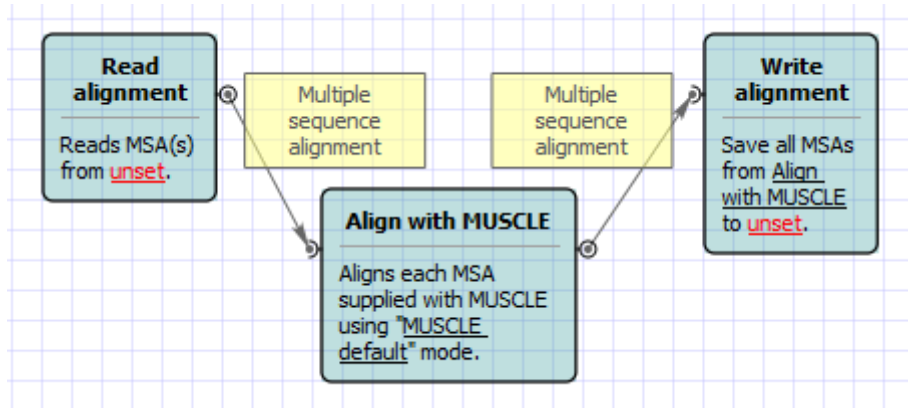 Read
alignment
Reads MSA(s)
from unset.
Multiple
sequence
alignment
Align with MUSCLE
Aligns each MSA
supplied with MUSCLE
using "MUSCLE
default" mode.
Multiple
sequence
alignment
Write
alignment
Save all MSAs
from Align
with MUSCLE
to unset.